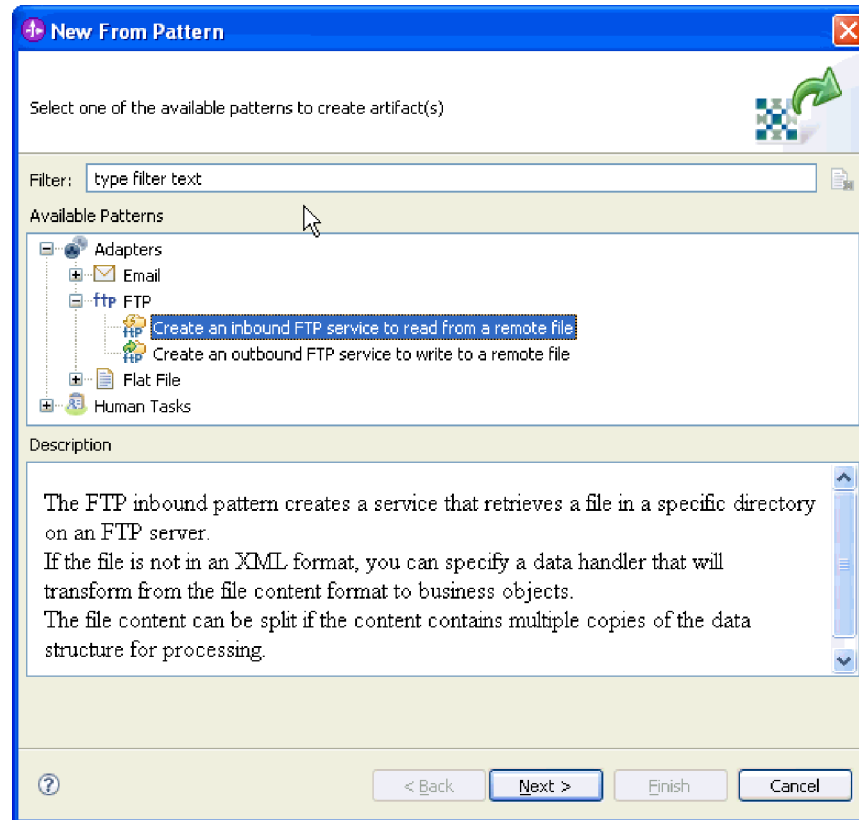 New From Pattern
Select one of the available patterns to create artifact(s)
Filter: type filter text
Available Patterns
Adapters
Email
ftp FTP
FTP Create an inbound FTP service to read from a remote file
FTP Create an outbound FTP service to write to a remote file
Flat File
Human Tasks
Description
The FTP inbound pattern creates a service that retrieves a file in a specific directory
on an FTP server.
If the file is not in an XML format, you can specify a data handler that will
transform from the file content format to business objects.
The file content can be split if the content contains multiple copies of the data
structure for processing.
? < Back Next > Finish Cancel